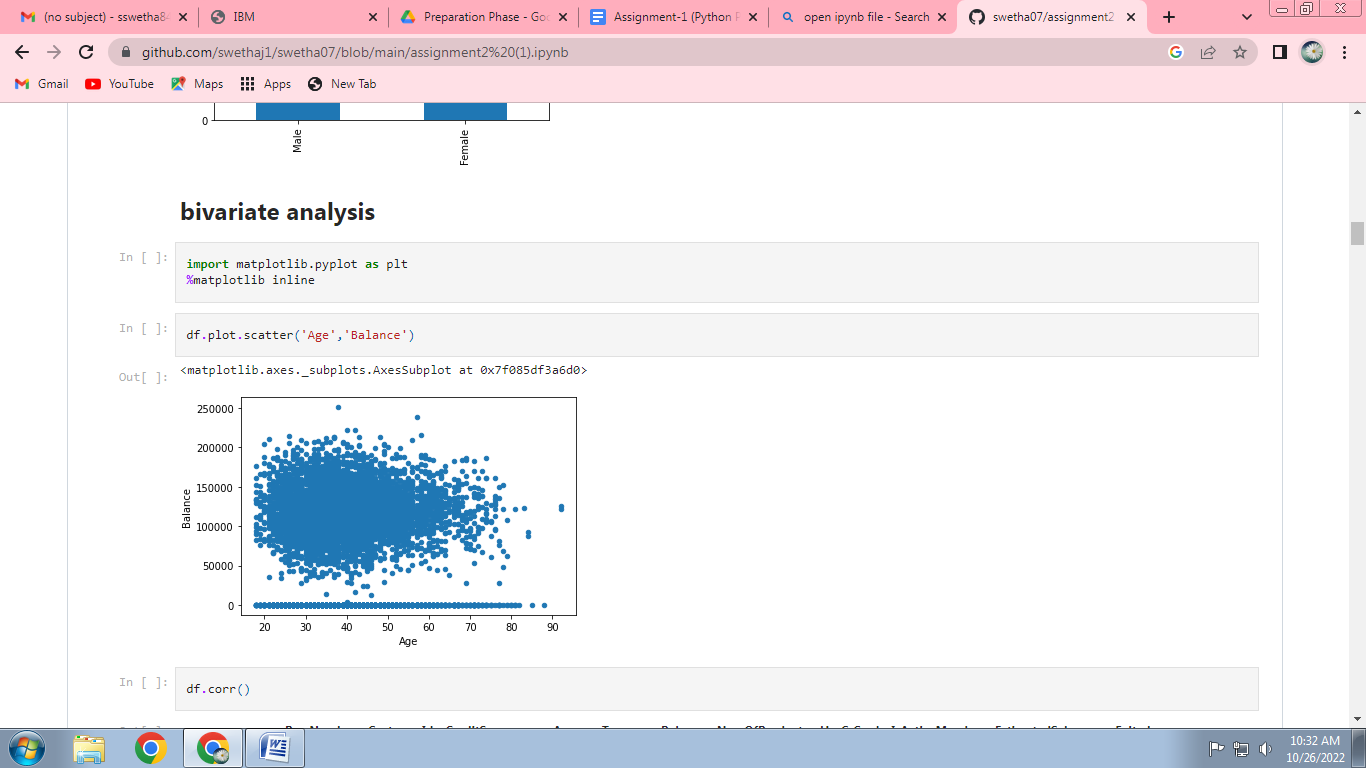 (no subject) - sswetha84
IBM
Preparation Phase - Goo
Assignment-1 (Python P
open ipynb file - Search
swetha07/assignment2
github.com/swethaj1/swetha07/blob/main/assignment2%20(1).ipynb
Gmail
YouTube
Maps
Apps
New Tab
0
Male
Female
bivariate analysis
In [ ]:
import matplotlib.pyplot as plt
%matplotlib inline
In [ ]:
df.plot.scatter('Age','Balance')
Out[ ]:
<matplotlib.axes._subplots.AxesSubplot at 0x7f085df3a6d0>
250000
200000
150000
100000
50000
0
Balance
20 30 40 50 60 70 80 90
Age
In [ ]:
df.corr()
10:32 AM
10/26/2022